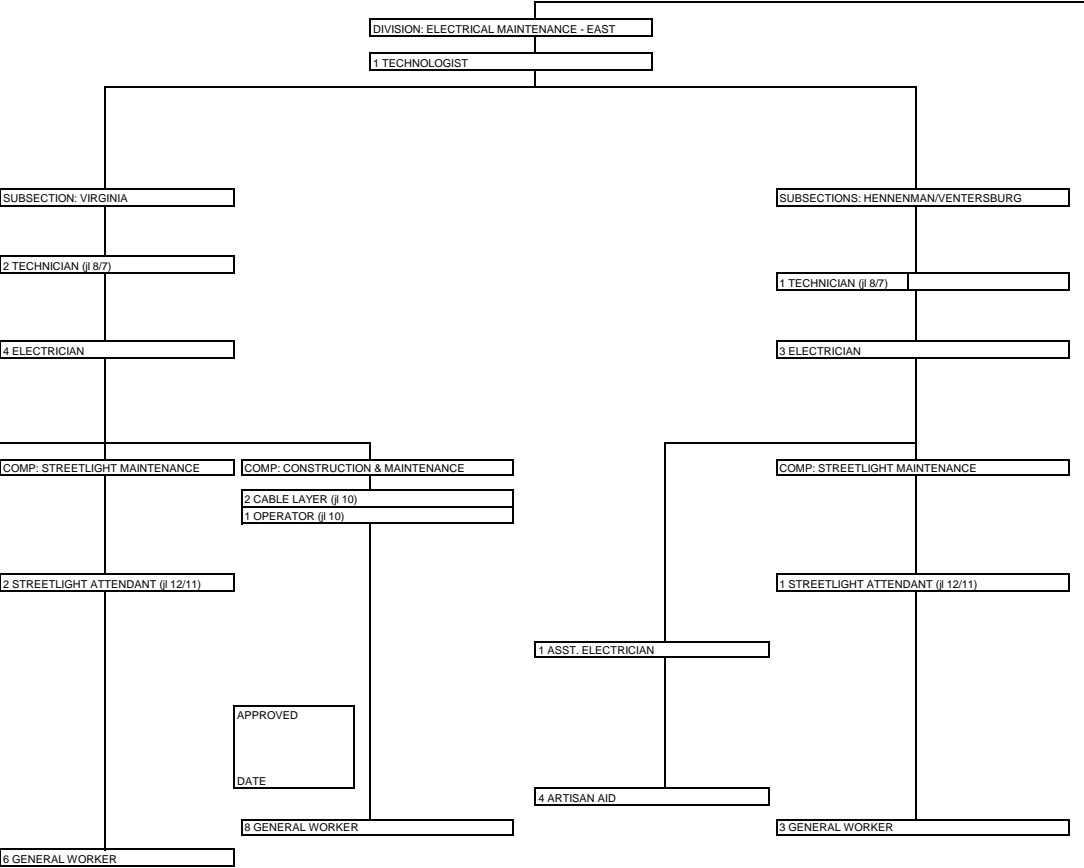 DIVISION: ELECTRICAL MAINTENANCE - EAST
1 TECHNOLOGIST
SUBSECTION: VIRGINIA
SUBSECTIONS: HENNENMAN/VENTERSBURG
2 TECHNICIAN (jl 8/7)
1 TECHNICIAN (jl 8/7)
4 ELECTRICIAN
3 ELECTRICIAN
COMP: STREETLIGHT MAINTENANCE
COMP: CONSTRUCTION & MAINTENANCE
COMP: STREETLIGHT MAINTENANCE
2 CABLE LAYER (jl 10)
1 OPERATOR (jl 10)
2 STREETLIGHT ATTENDANT (jl 12/11)
1 STREETLIGHT ATTENDANT (jl 12/11)
1 ASST. ELECTRICIAN
APPROVED
DATE
4 ARTISAN AID
8 GENERAL WORKER
3 GENERAL WORKER
6 GENERAL WORKER